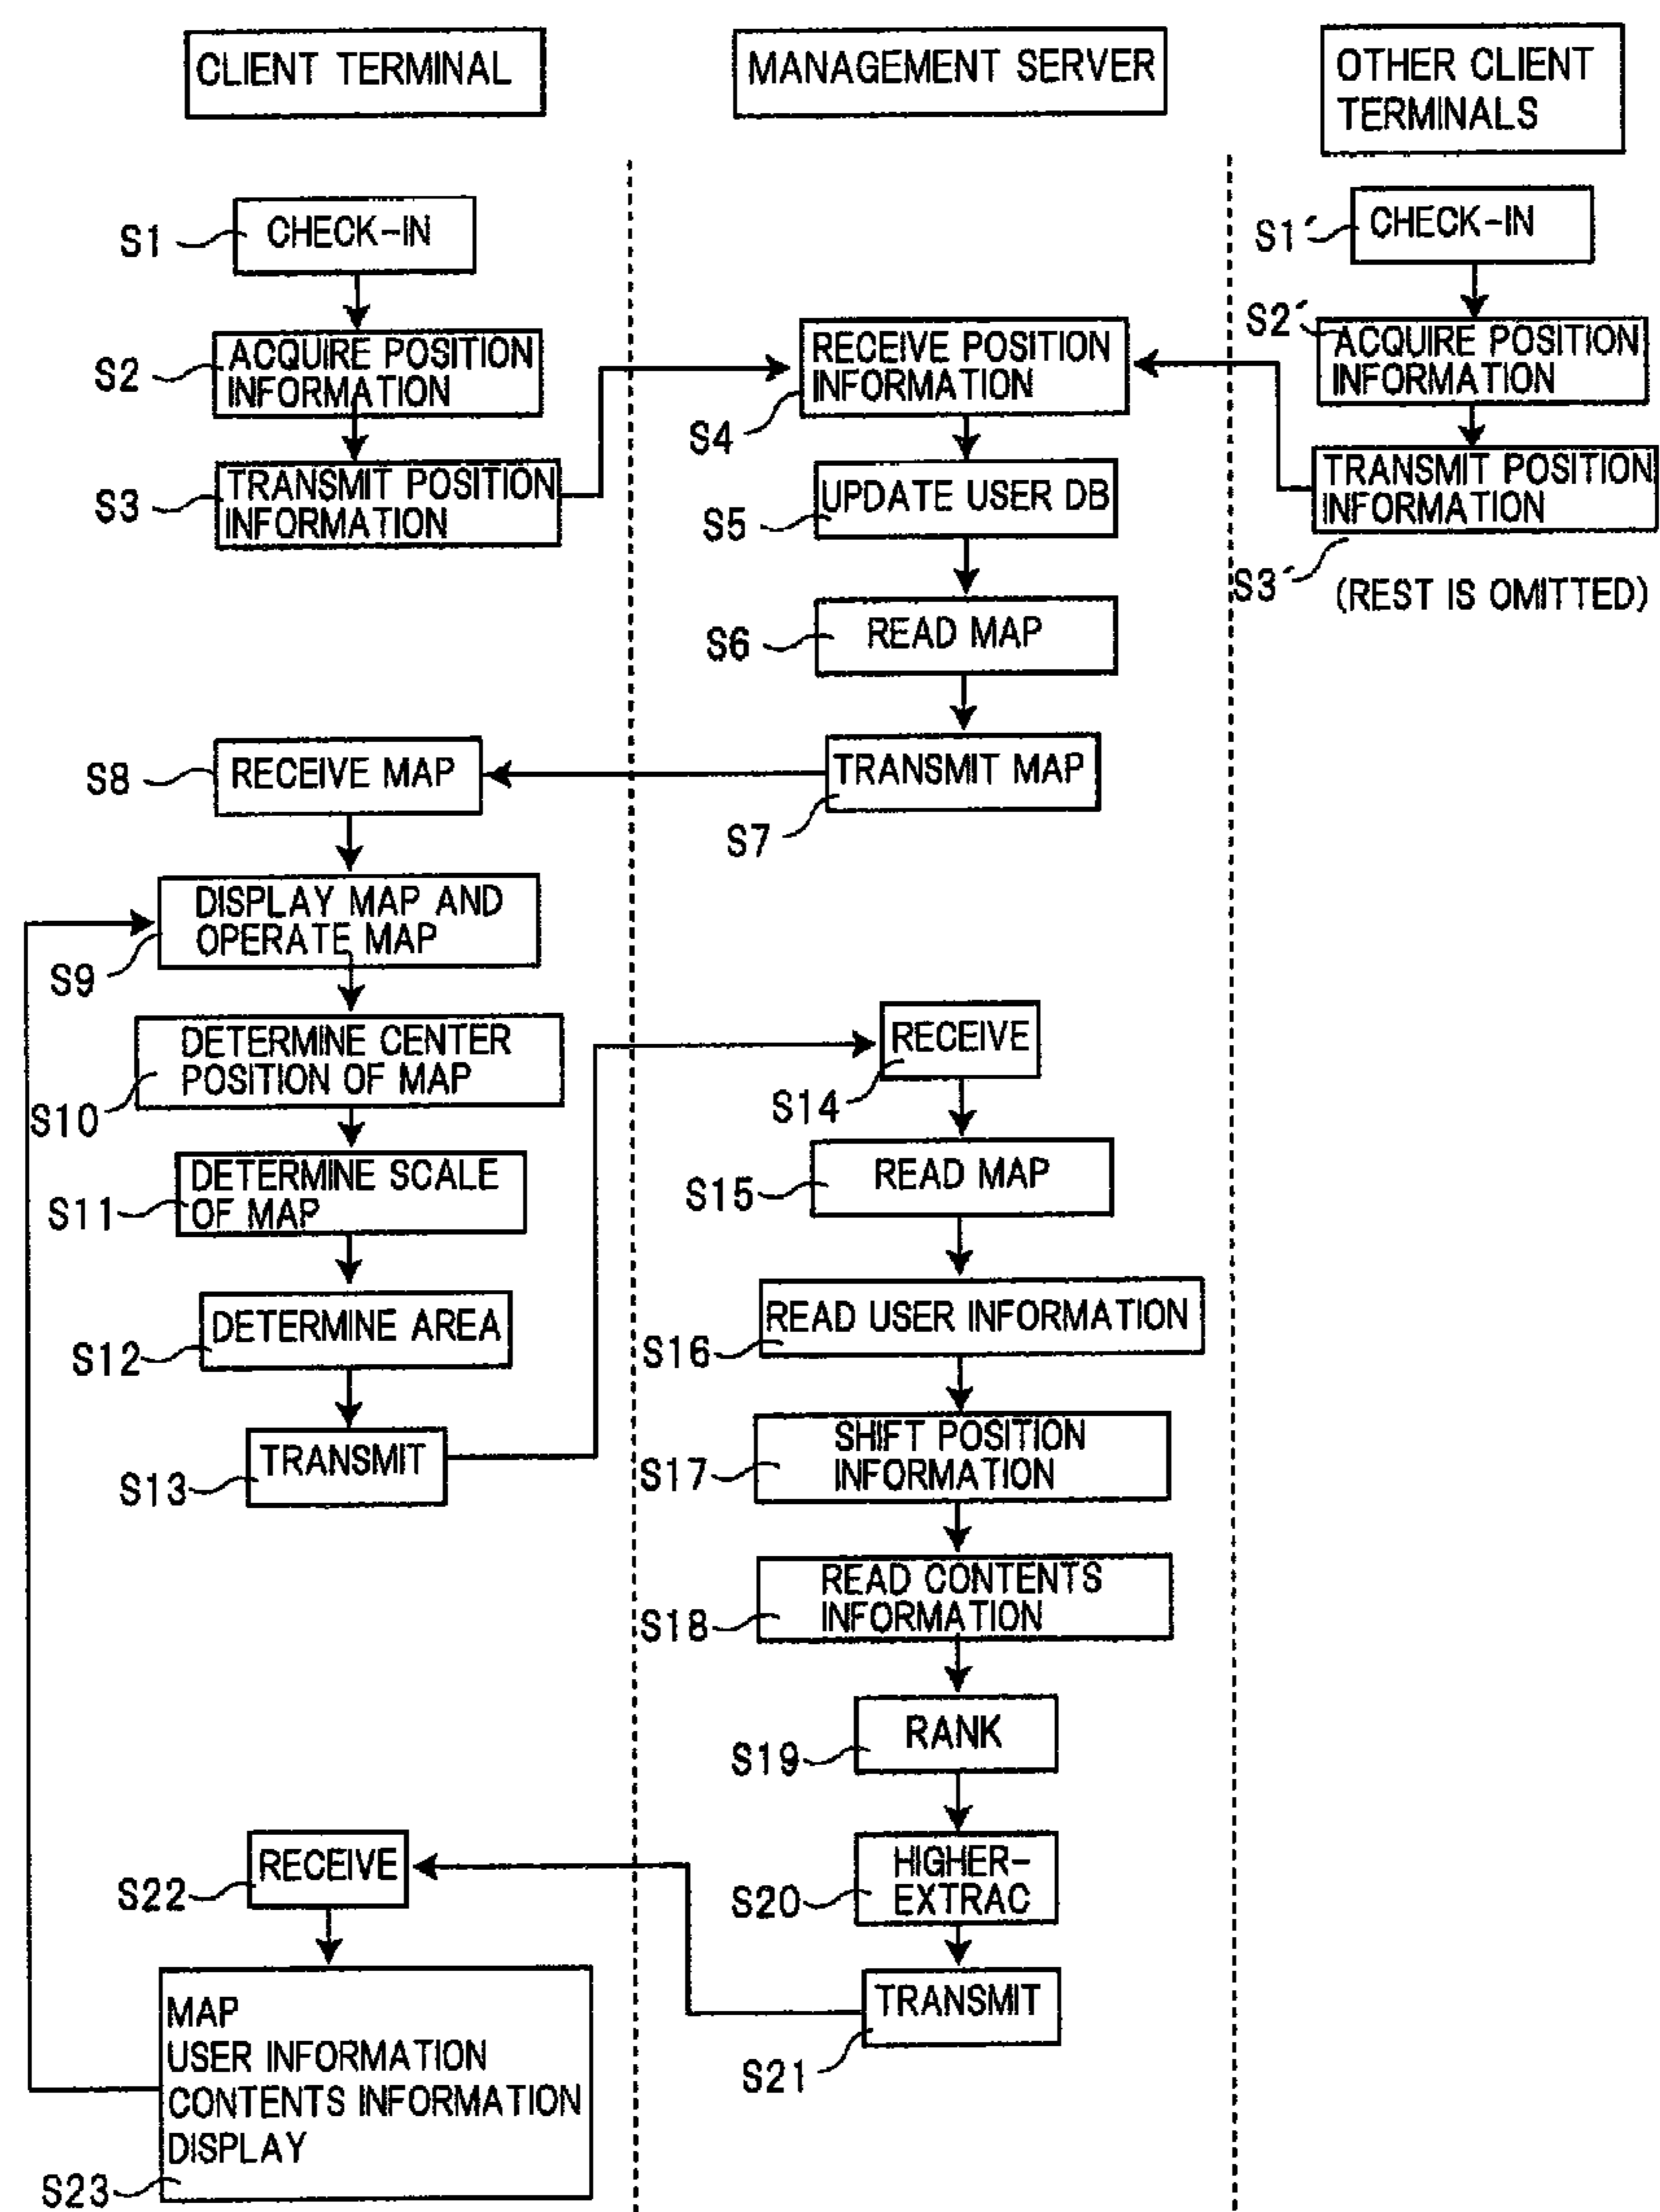 CLIENT TERMINAL
MANAGEMENT SERVER
OTHER CLIENT
TERMINALS
S1
CHECK-IN
S2
ACQUIRE POSITION
INFORMATION
S3
TRANSMIT POSITION
INFORMATION
S1´
CHECK-IN
S2´
ACQUIRE POSITION
INFORMATION
TRANSMIT POSITION
INFORMATION
S3´
(REST IS OMITTED)
RECEIVE POSITION
INFORMATION
S4
UPDATE USER DB
S5
READ MAP
S6
TRANSMIT MAP
S7
S8
RECEIVE MAP
DISPLAY MAP AND
OPERATE MAP
S9
DETERMINE CENTER
POSITION OF MAP
S10
DETERMINE SCALE
OF MAP
S11
DETERMINE AREA
S12
TRANSMIT
S13
RECEIVE
S14
READ MAP
S15
READ USER INFORMATION
S16
SHIFT POSITION
INFORMATION
S17
READ CONTENTS
INFORMATION
S18
RANK
S19
HIGHER-
EXTRAC
S20
TRANSMIT
S21
RECEIVE
S22
MAP
USER INFORMATION
CONTENTS INFORMATION
DISPLAY
S23